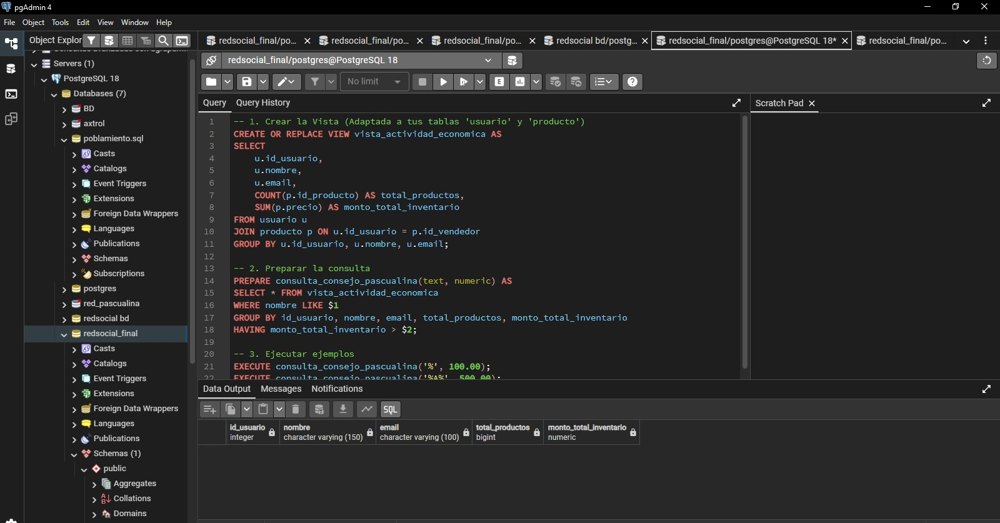 pgAdmin 4
File Object Tools Edit View Window Help
Object Explor
redsocial_final/po... redsocial_final/po... redsocial_final/po... redsocial bd/postg... redsocial_final/postgres@PostgreSQL 18* redsocial_final/po...
Servers (1)
PostgreSQL 18
Databases (7)
BD
axtrol
poblamiento.sql
Casts
Catalogs
Event Triggers
Extensions
Foreign Data Wrappers
Languages
Publications
Schemas
Subscriptions
postgres
red_pascualina
redsocial bd
redsocial_final
Casts
Catalogs
Event Triggers
Extensions
Foreign Data Wrappers
Languages
Publications
Schemas (1)
public
Aggregates
Collations
Domains
redsocial_final/postgres@PostgreSQL 18
No limit
E
Query Query History
Scratch Pad
1 -- 1. Crear la Vista (Adaptada a tus tablas 'usuario' y 'producto')
2 CREATE OR REPLACE VIEW vista_actividad_economica AS
3 SELECT
4 u.id_usuario,
5 u.nombre,
6 u.email,
7 COUNT(p.id_producto) AS total_productos,
8 SUM(p.precio) AS monto_total_inventario
9 FROM usuario u
10 JOIN producto p ON u.id_usuario = p.id_vendedor
11 GROUP BY u.id_usuario, u.nombre, u.email;
12
13 -- 2. Preparar la consulta
14 PREPARE consulta_consejo_pascualina(text, numeric) AS
15 SELECT * FROM vista_actividad_economica
16 WHERE nombre LIKE $1
17 GROUP BY id_usuario, nombre, email, total_productos, monto_total_inventario
18 HAVING monto_total_inventario > $2;
19
20 -- 3. Ejecutar ejemplos
21 EXECUTE consulta_consejo_pascualina('%', 100.00);
22 EXECUTE consulta_consejo_pascualina('%A%', 500.00);
Data Output Messages Notifications
SQL
id_usuario nombre email total_productos monto_total_inventario
integer character varying (150) character varying (100) bigint numeric